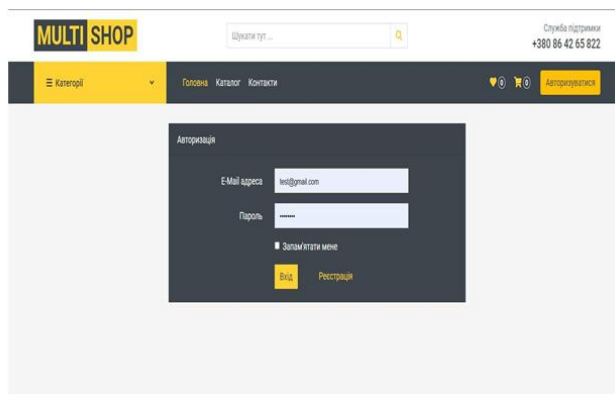 MULTI SHOP
Шукати тут ...
Служба підтримки
+380 86 42 65 822
Категорії
Головна Каталог Контакти
0 0
Авторизуватися
Авторизація
E-Mail адреса
test@gmail.com
Пароль
Запам'ятати мене
Вхід Реєстрація